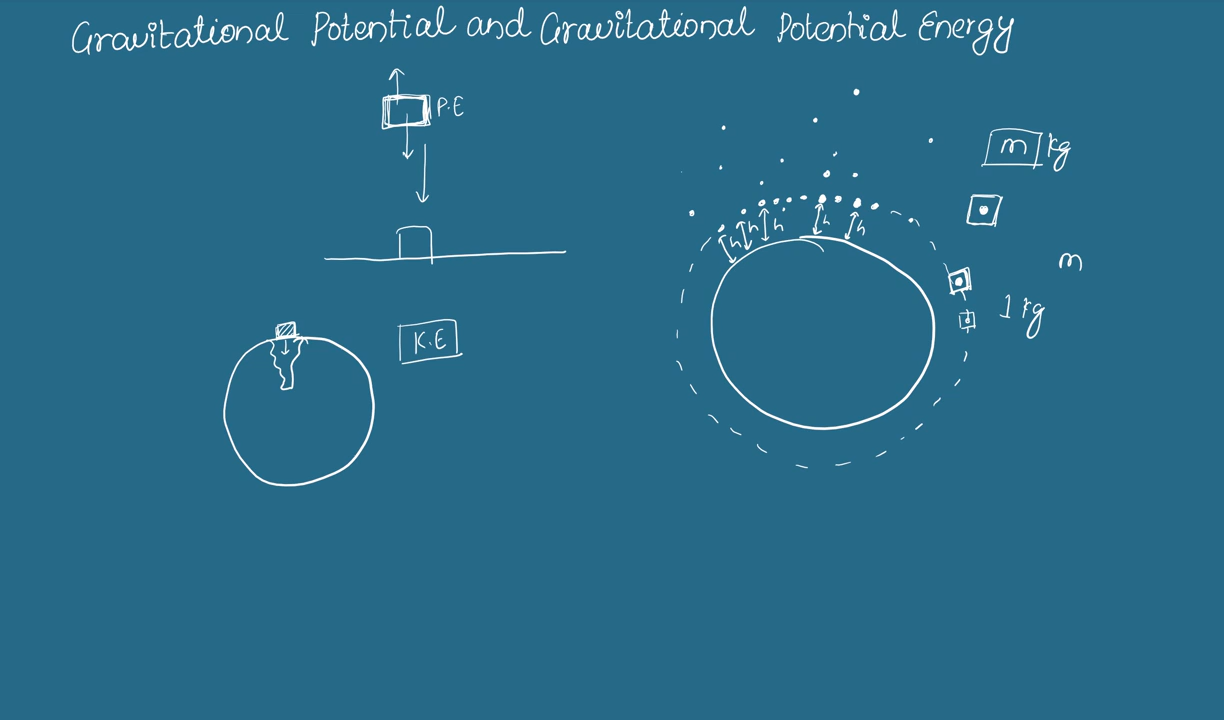 Gravitational Potential and Gravitational Potential Energy
P.E
m kg
h h h h h
m
1 kg
K.E